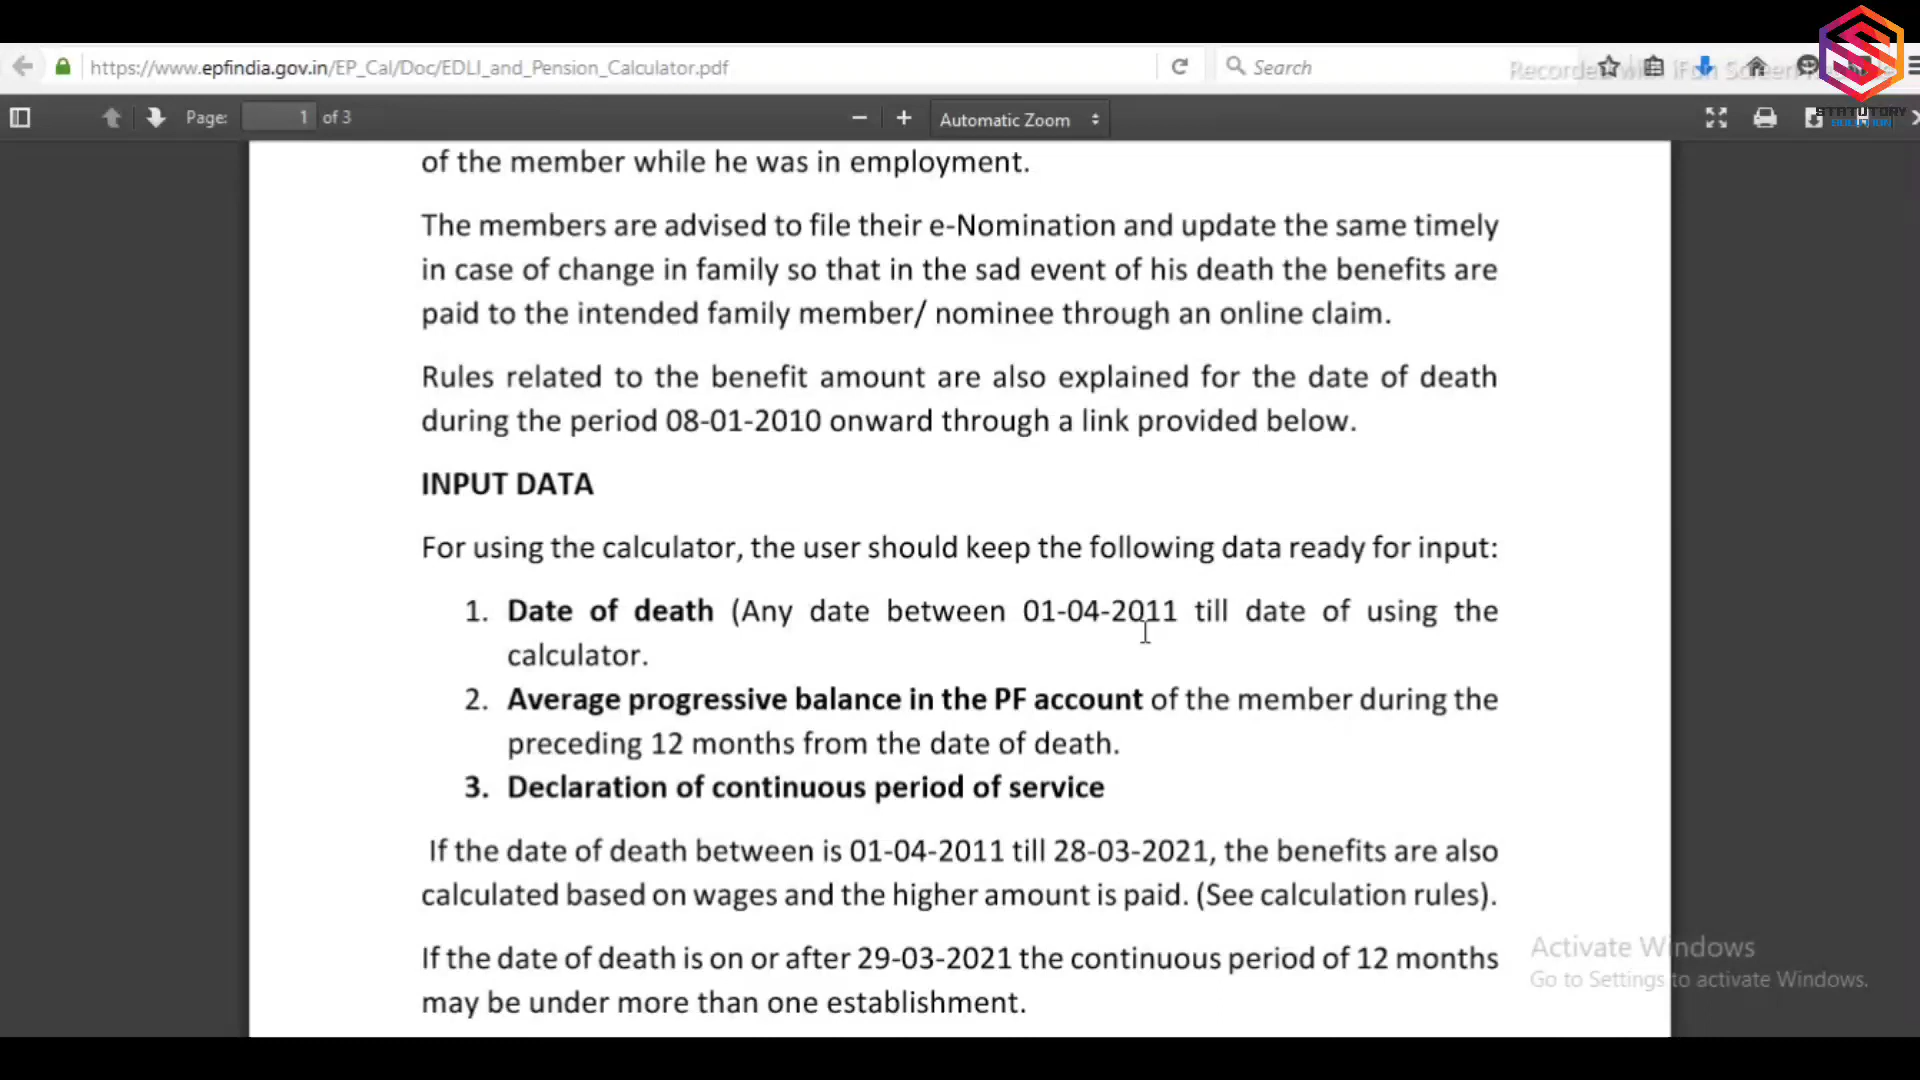 https://www.epfindia.gov.in/EP_Cal/Doc/EDLI_and_Pension_Calculator.pdf
Search
Recorded with iFun Screen
STATUTORY
SOLUTION
Page: 1 of 3
Automatic Zoom
of the member while he was in employment.
The members are advised to file their e-Nomination and update the same timely
in case of change in family so that in the sad event of his death the benefits are
paid to the intended family member/ nominee through an online claim.
Rules related to the benefit amount are also explained for the date of death
during the period 08-01-2010 onward through a link provided below.
INPUT DATA
For using the calculator, the user should keep the following data ready for input:
1. Date of death (Any date between 01-04-2011 till date of using the
calculator.
2. Average progressive balance in the PF account of the member during the
preceding 12 months from the date of death.
3. Declaration of continuous period of service
If the date of death between is 01-04-2011 till 28-03-2021, the benefits are also
calculated based on wages and the higher amount is paid. (See calculation rules).
If the date of death is on or after 29-03-2021 the continuous period of 12 months
may be under more than one establishment.
Activate Windows
Go to Settings to activate Windows.